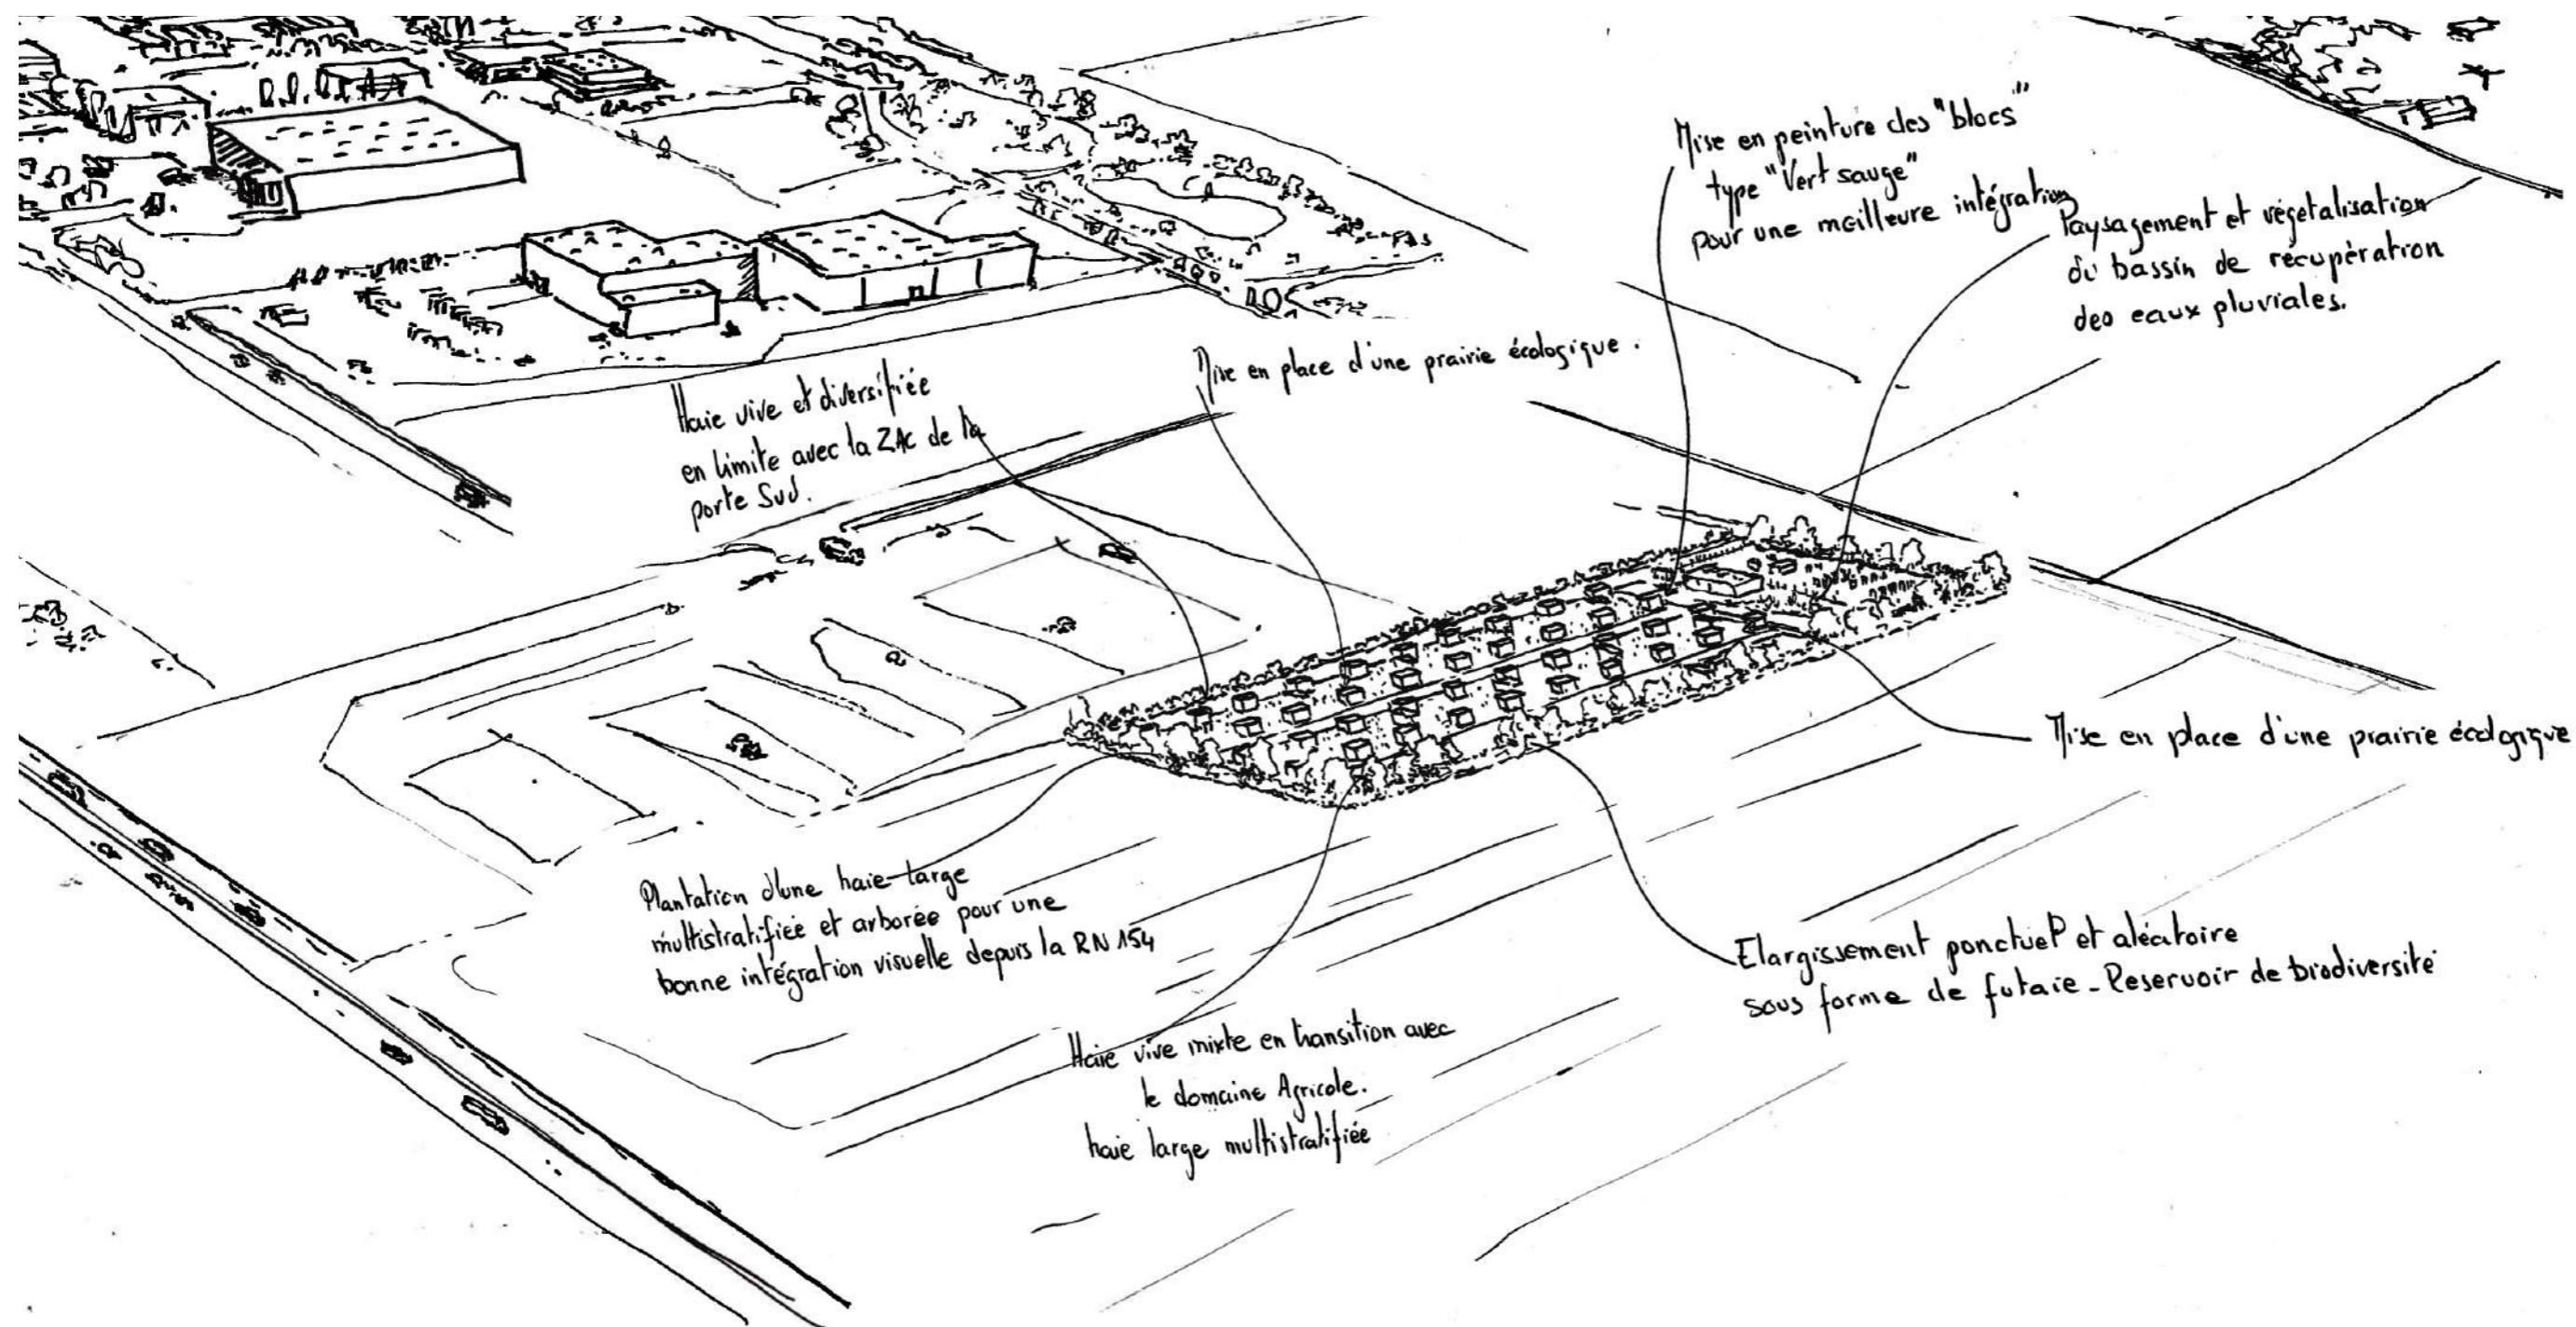 Mise en peinture des "blocs"
type "Vert sauge"
pour une meilleure intégration
Paysagement et végétalisation
du bassin de récupération
des eaux pluviales.
Mise en place d'une prairie écologique.
Haie vive et diversifiée
en limite avec la ZAC de la
porte Sud.
Mise en place d'une prairie écologique
Plantation d'une haie large
multistratifiée et arborée pour une
bonne intégration visuelle depuis la RN 154
Elargissement ponctuel et aléatoire
sous forme de futaie - Reservoir de biodiversité
Haie vive mixte en transition avec
le domaine Agricole.
haie large multistratifiée